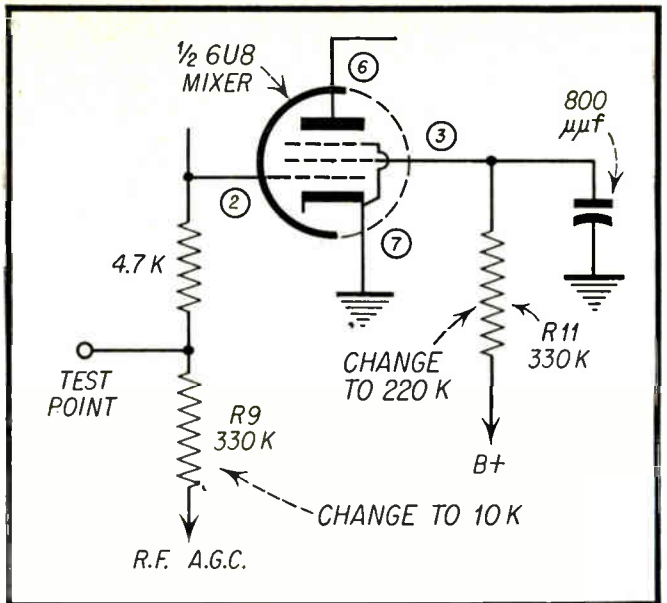 ½ 6U8
MIXER
6
3
800
μμf
2
7
4.7 K
TEST
POINT
R9
330 K
CHANGE
TO 220 K
R11
330 K
B+
CHANGE TO 10 K
R.F. A.G.C.